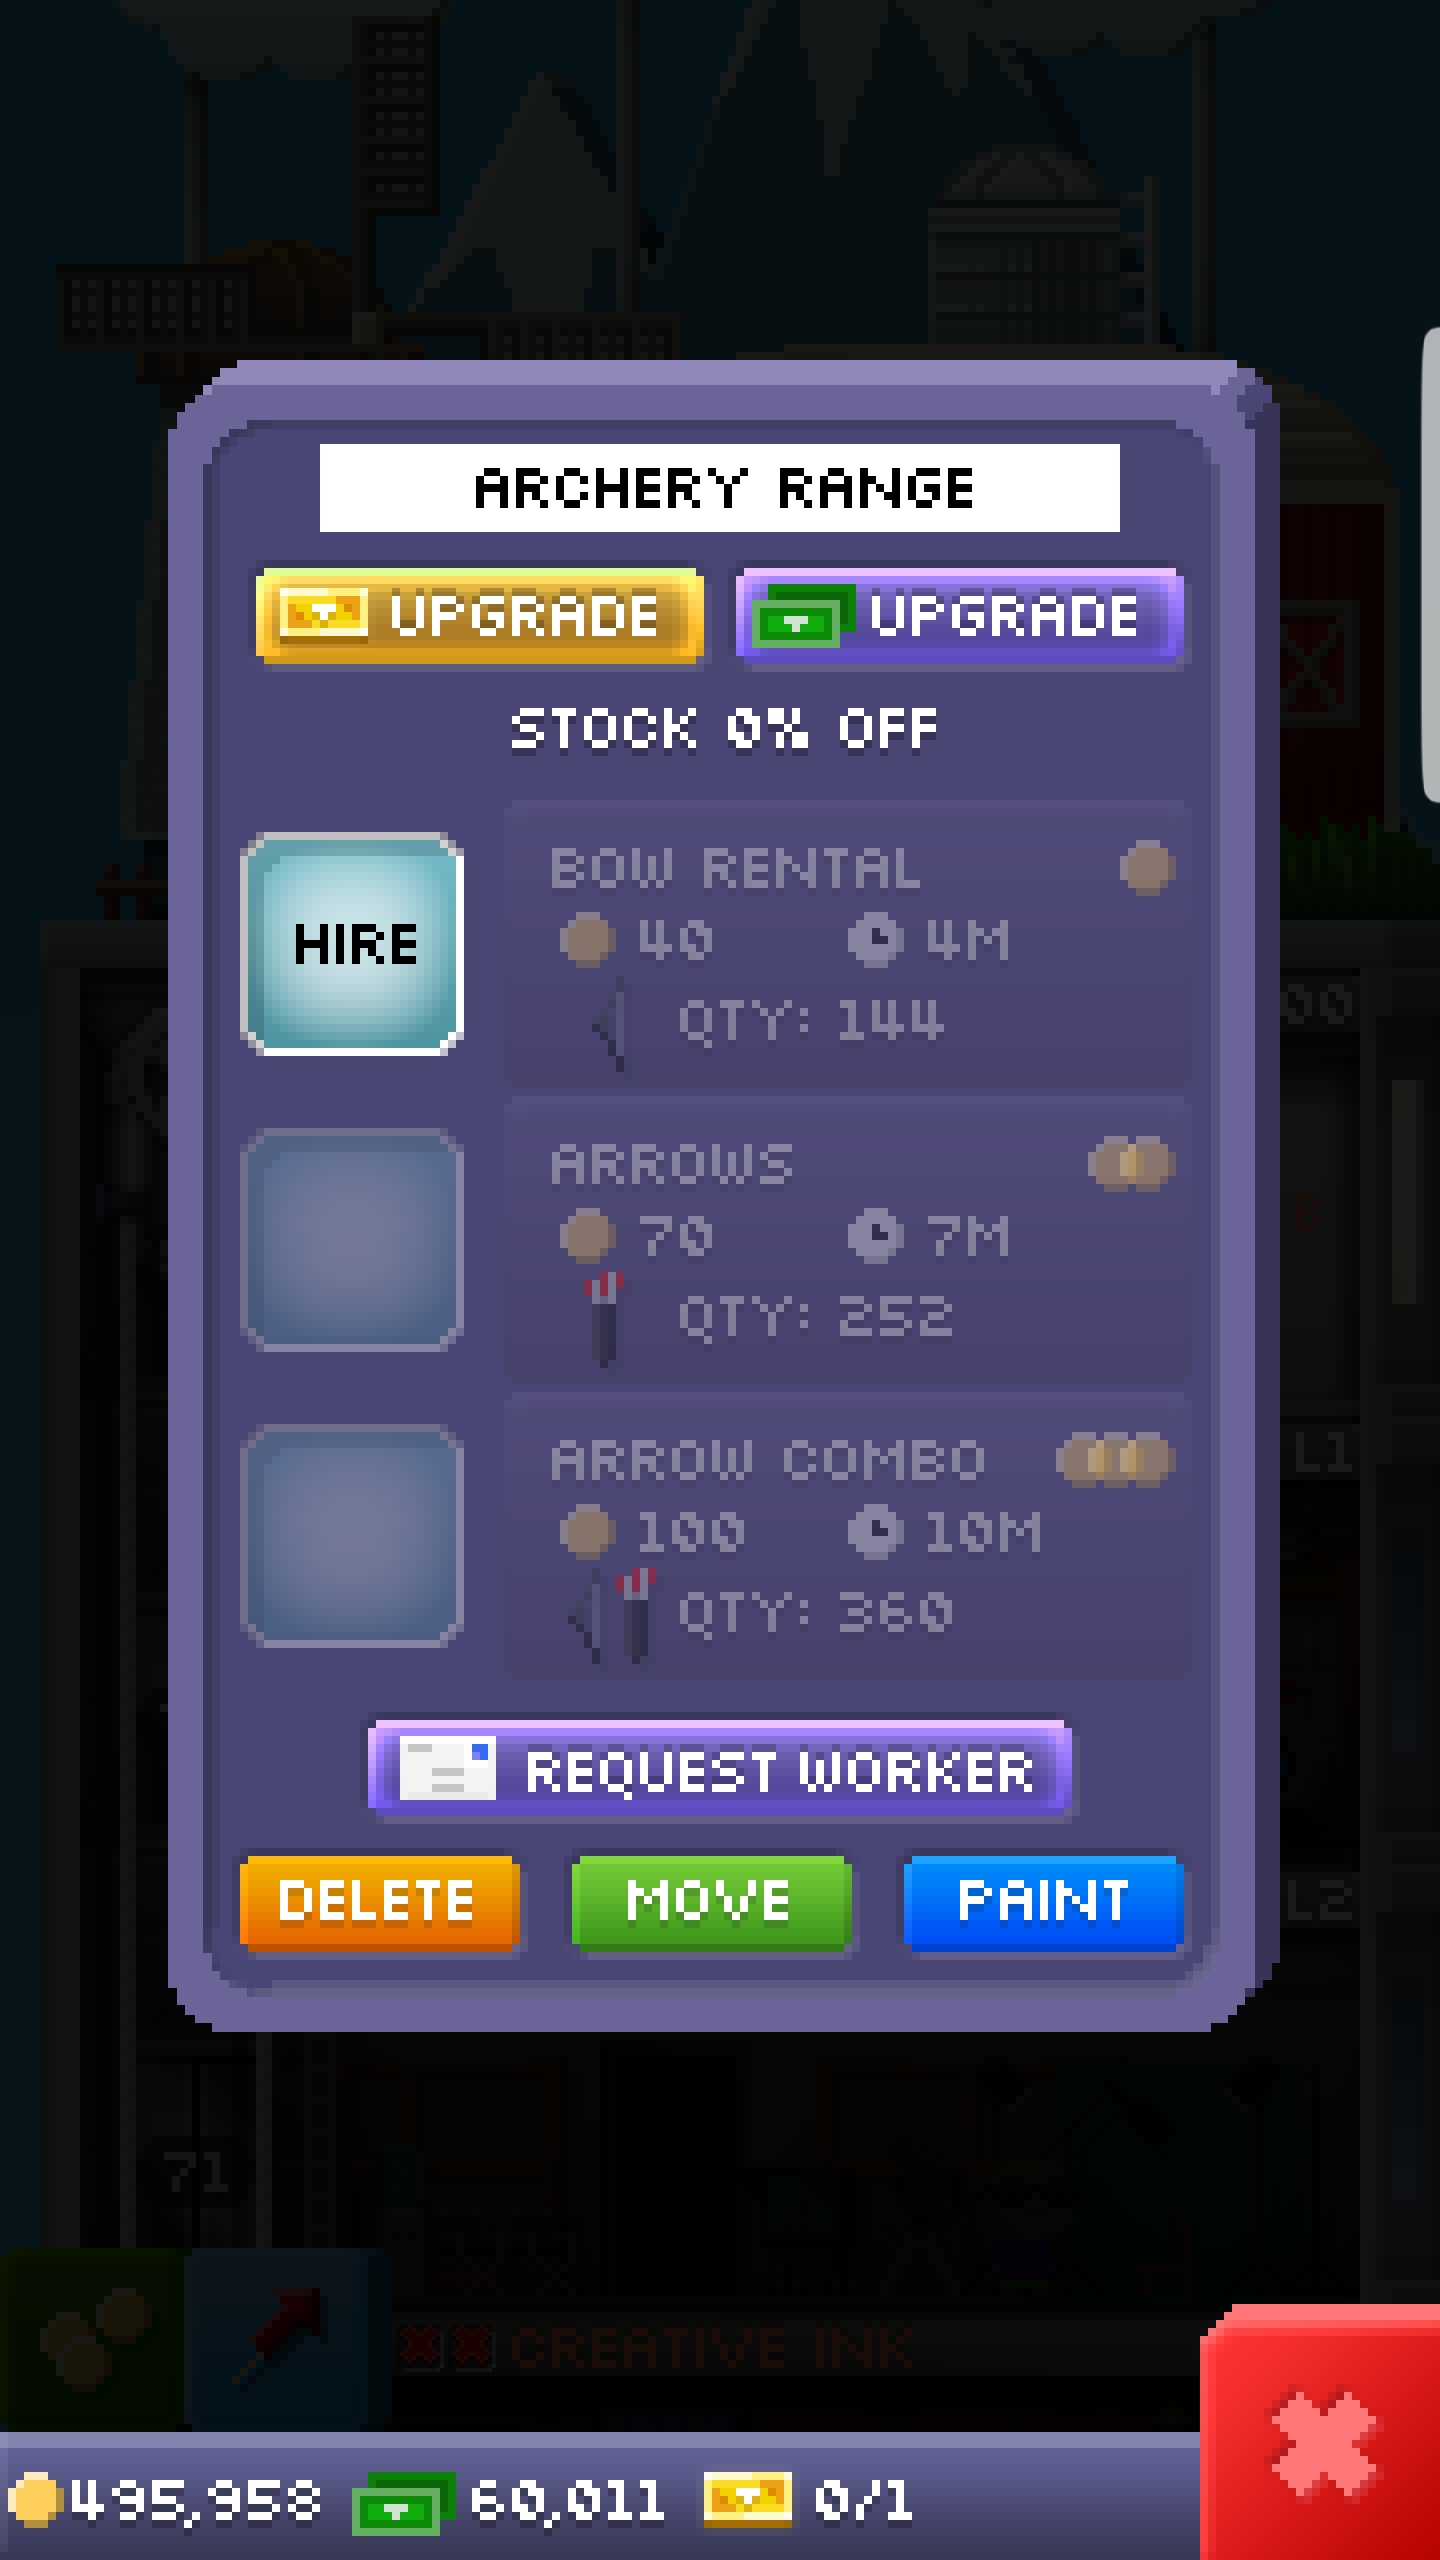 ARCHERY RANGE
UPGRADE UPGRADE
STOCK 0% OFF
HIRE
BOW RENTAL
40 4M
QTY: 144
ARROWS
70 7M
QTY: 252
ARROW COMBO
100 10M
QTY: 360
REQUEST WORKER
DELETE MOVE PAINT
L1
L2
71
CREATIVE INK
495,958 60,011 0/1